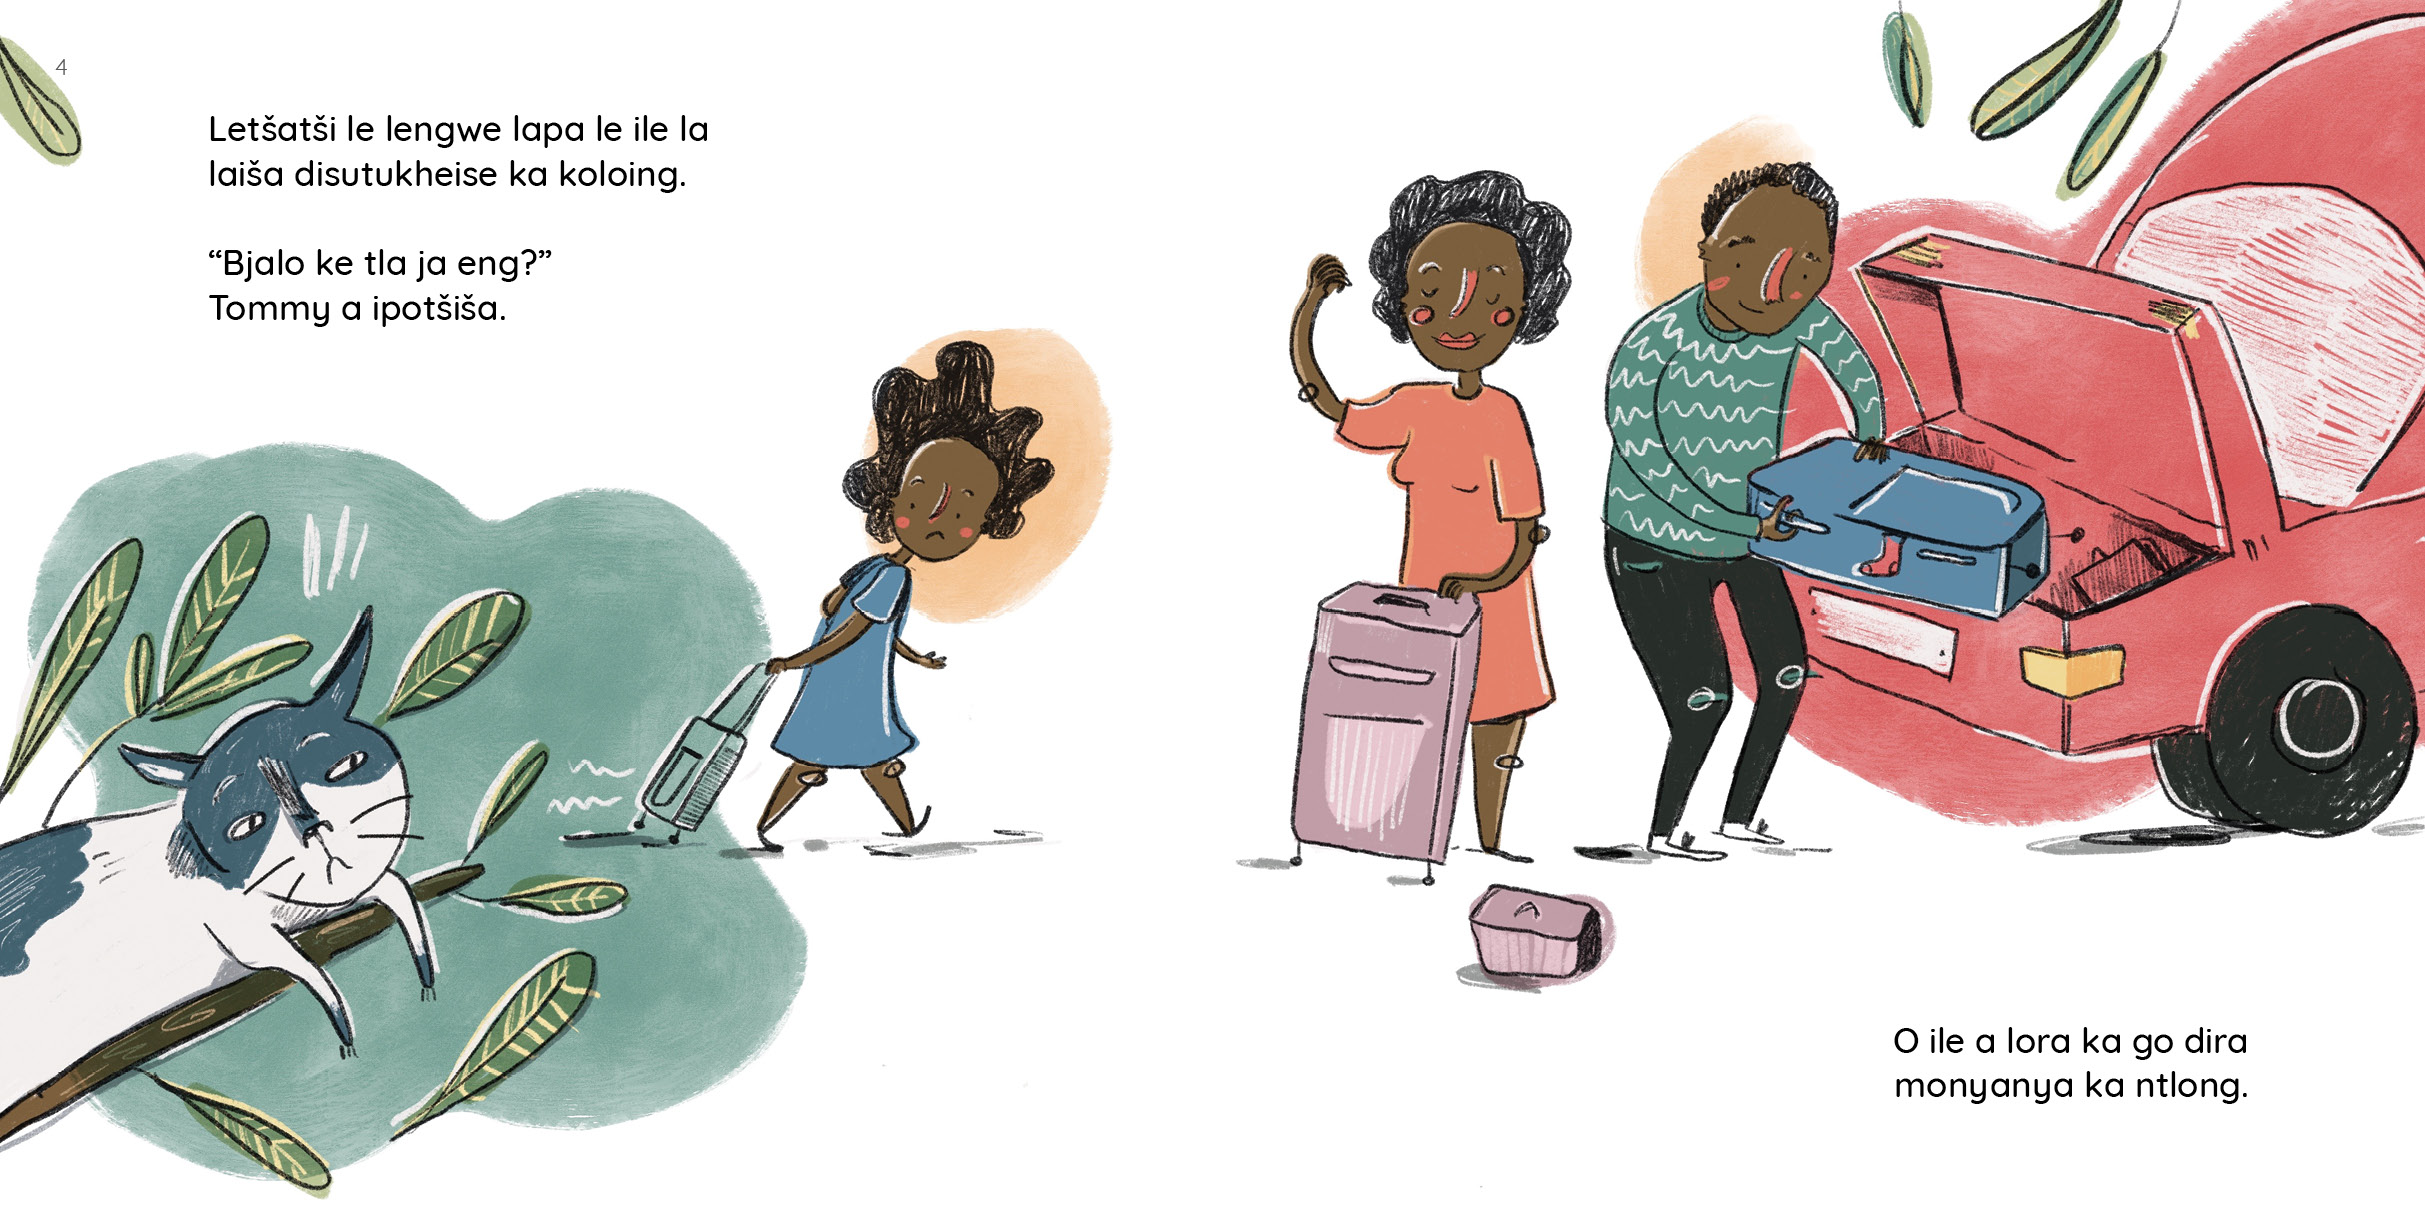 4
Letšatši le lengwe lapa le ile la
laiša disutukheise ka koloing.
“Bjalo ke tla ja eng?”
Tommy a ipotšiša.
O ile a lora ka go dira
monyanya ka ntlong.